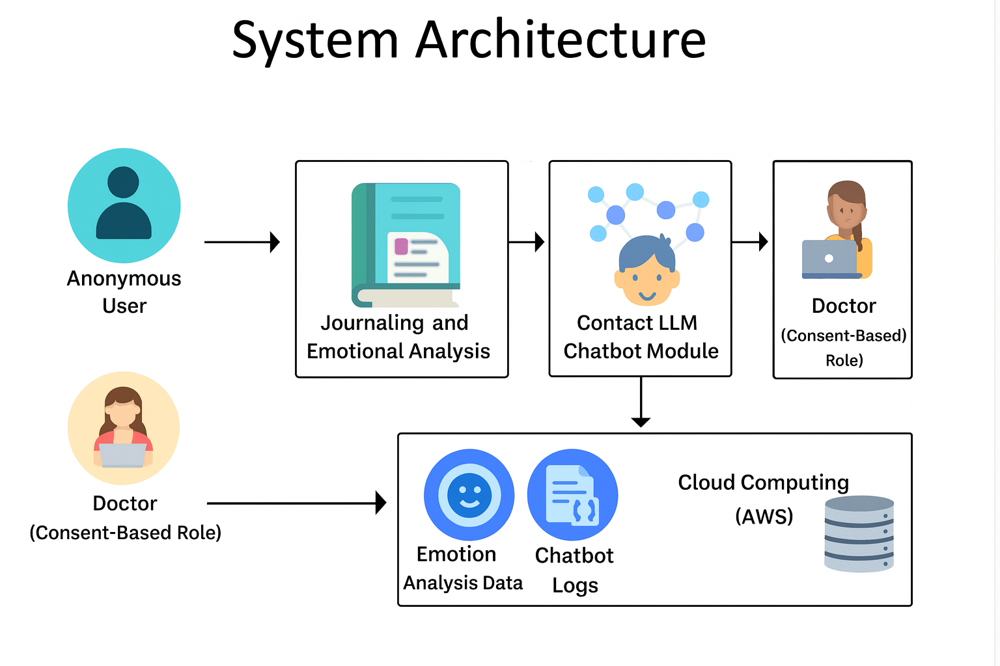 System Architecture
Anonymous
User
Journaling and
Emotional Analysis
Contact LLM
Chatbot Module
Doctor
(Consent-Based)
Role)
Doctor
(Consent-Based Role)
Emotion
Analysis Data
Chatbot
Logs
Cloud Computing
(AWS)